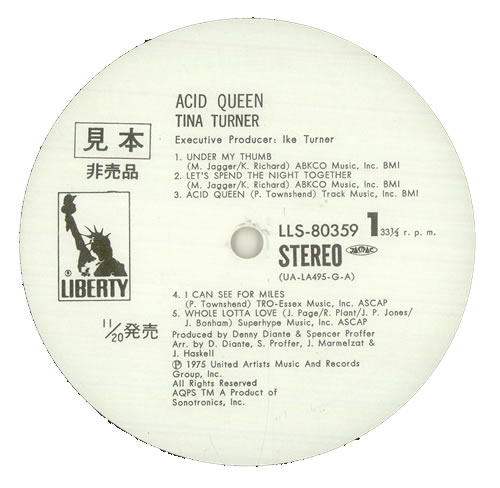 ACID QUEEN
TINA TURNER
Executive Producer: Ike Turner
見本
非売品
1. UNDER MY THUMB
(M. Jagger/K. Richard) ABKCO Music, Inc. BMI
2. LET'S SPEND THE NIGHT TOGETHER
(M. Jagger/K. Richard) ABKCO Music, Inc. BMI
3. ACID QUEEN (P. Townshend) Track Music, Inc. BMI
LLS-80359 1 33⅓ r. p. m.
STEREO JASRAC
(UA-LA495-G-A)
® LIBERTY
11/20発売
4. I CAN SEE FOR MILES
(P. Townshend) TRO-Essex Music, Inc. ASCAP
5. WHOLE LOTTA LOVE (J. Page/R. Plant/J. P. Jones/
J. Bonham) Superhype Music, Inc. ASCAP
Produced by Denny Diante & Spencer Proffer
Arr. by D. Diante, S. Proffer, J. Marmelzat &
J. Haskell
℗ 1975 United Artists Music And Records
Group, Inc.
All Rights Reserved
AQPS TM A Product of
Sonotronics, Inc.